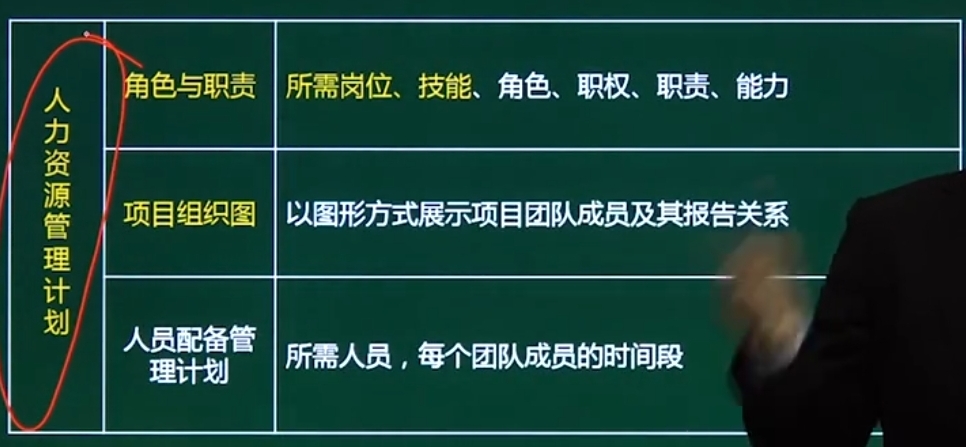 人力资源管理计划
角色与职责
所需岗位、技能、角色、职权、职责、能力
项目组织图
以图形方式展示项目团队成员及其报告关系
人员配备管
理计划
所需人员，每个团队成员的时间段